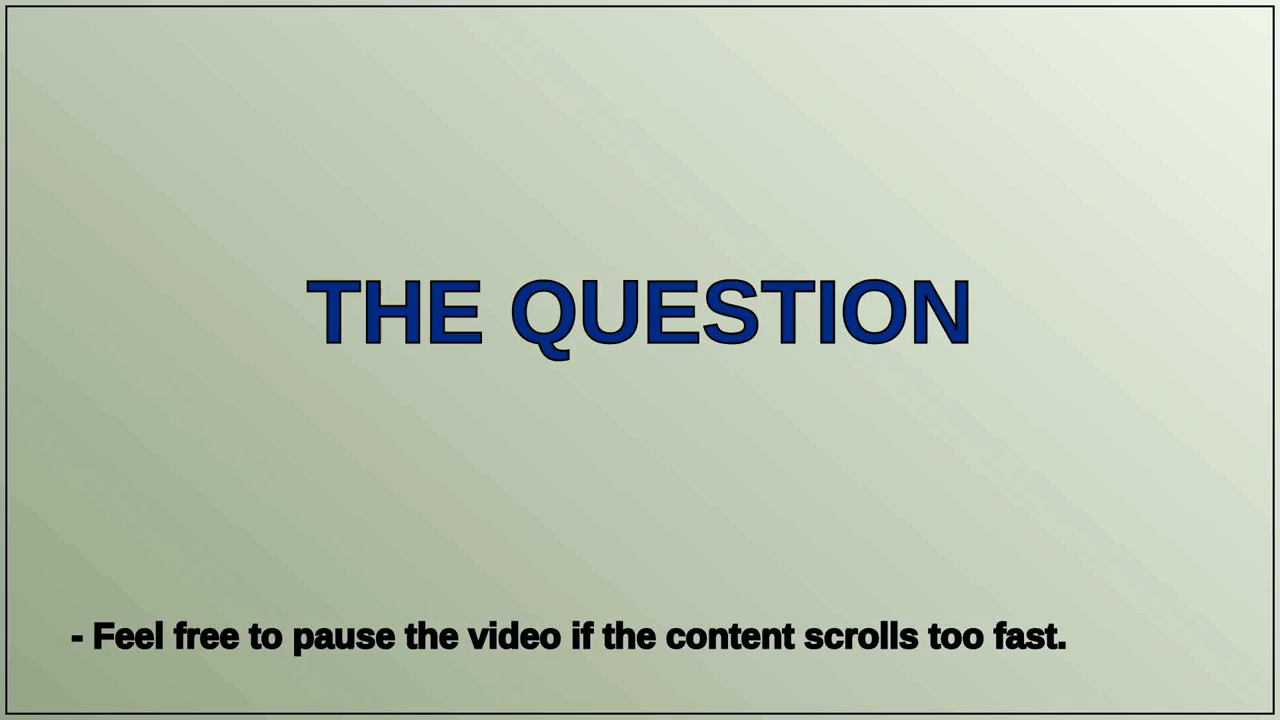 THE QUESTION
- Feel free to pause the video if the content scrolls too fast.